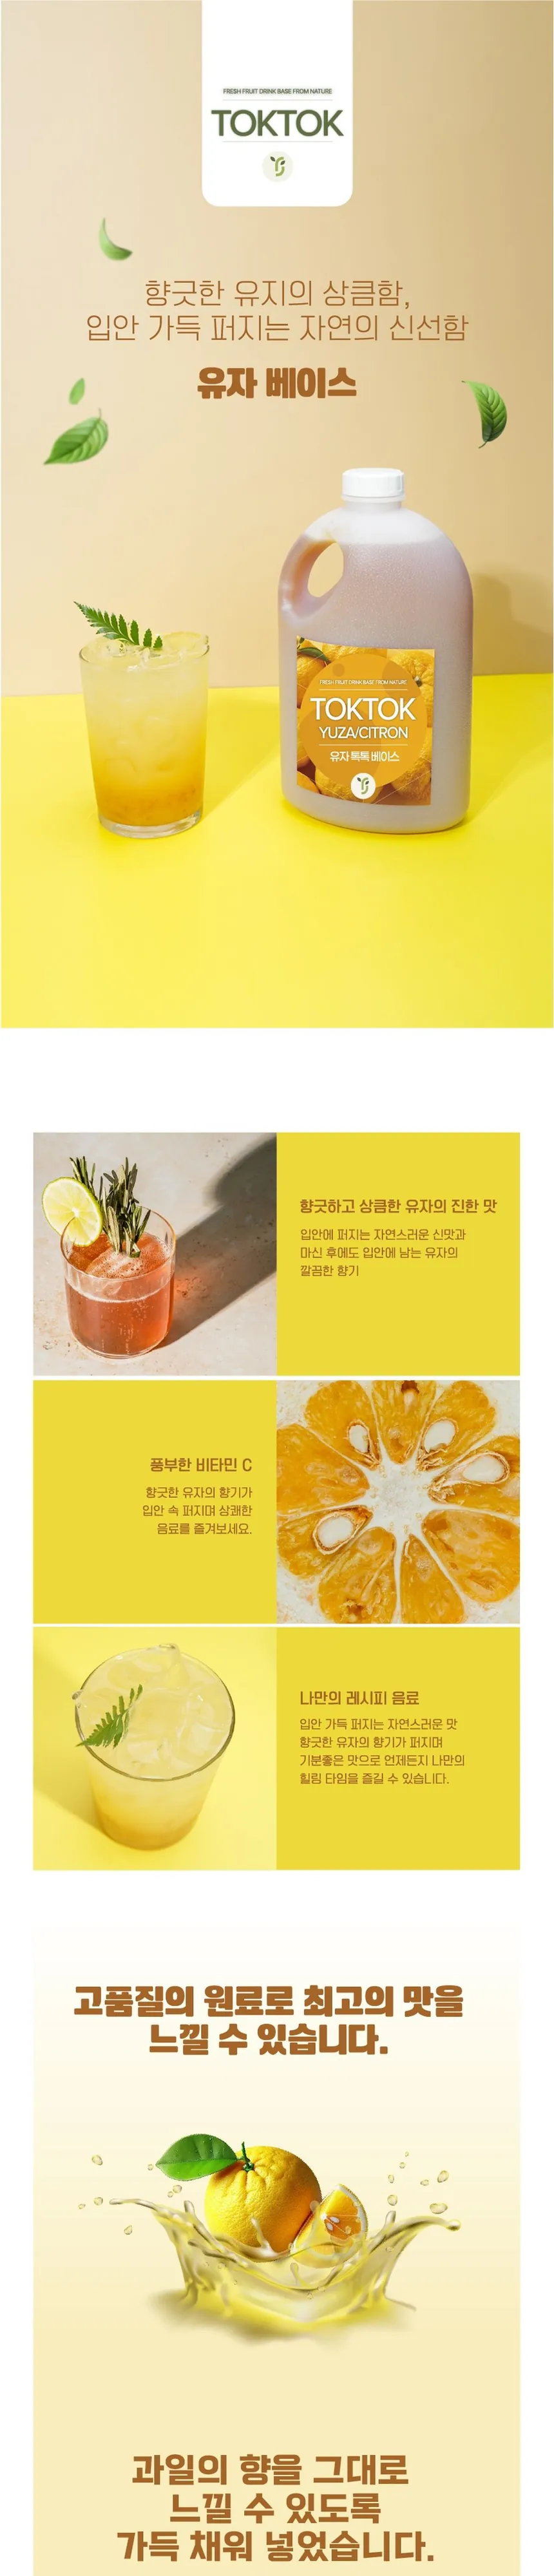 FRESH FRUIT DRINK BASE FROM NATURE
TOKTOK
향긋한 유지의 상큼함,
입안 가득 퍼지는 자연의 신선함
유자 베이스
FRESH FRUIT DRINK BASE FROM NATURE
TOKTOK
YUZA/CITRON
유자 톡톡 베이스
향긋하고 상큼한 유자의 진한 맛
입안에 퍼지는 자연스러운 신맛과
마신 후에도 입안에 남는 유자의
깔끔한 향기
풍부한 비타민 C
향긋한 유자의 향기가
입안 속 퍼지며 상쾌한
음료를 즐겨보세요.
나만의 레시피 음료
입안 가득 퍼지는 자연스러운 맛
향긋한 유자의 향기가 퍼지며
기분좋은 맛으로 언제든지 나만의
힐링 타임을 즐길 수 있습니다.
고품질의 원료로 최고의 맛을
느낄 수 있습니다.
과일의 향을 그대로
느낄 수 있도록
가득 채워 넣었습니다.